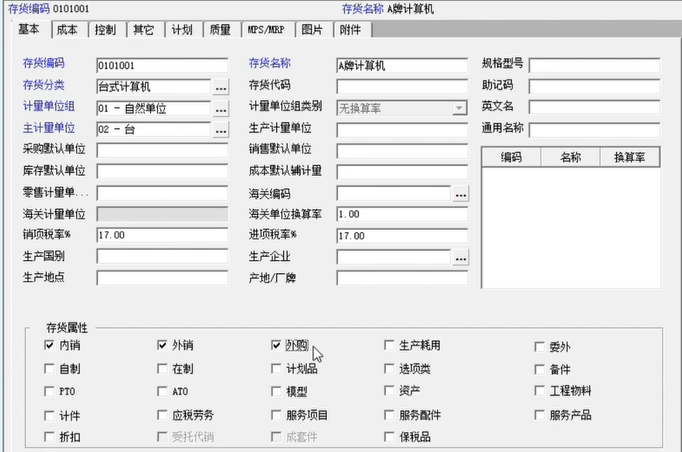 存货编码 0101001 存货名称 A牌计算机
基本 成本 控制 其它 计划 质量 MPS/MRP 图片 附件
存货编码 0101001 存货名称 A牌计算机 规格型号
存货分类 台式计算机 ... 存货代码 助记码
计量单位组 01 - 自然单位 ... 计量单位组类别 无换算率 英文名
主计量单位 02 - 台 ... 生产计量单位 通用名称
采购默认单位 销售默认单位 编码 名称 换算率
库存默认单位 成本默认辅计量
零售计量单... 海关编码 ...
海关计量单位 海关单位换算率 1.00
销项税率% 17.00 进项税率% 17.00
生产国别 生产企业 ...
生产地点 产地/厂牌
存货属性
内销 外销 外购 生产耗用 委外
自制 在制 计划品 选项类 备件
PTO ATO 模型 资产 工程物料
计件 应税劳务 服务项目 服务配件 服务产品
折扣 受托代销 成套件 保税品